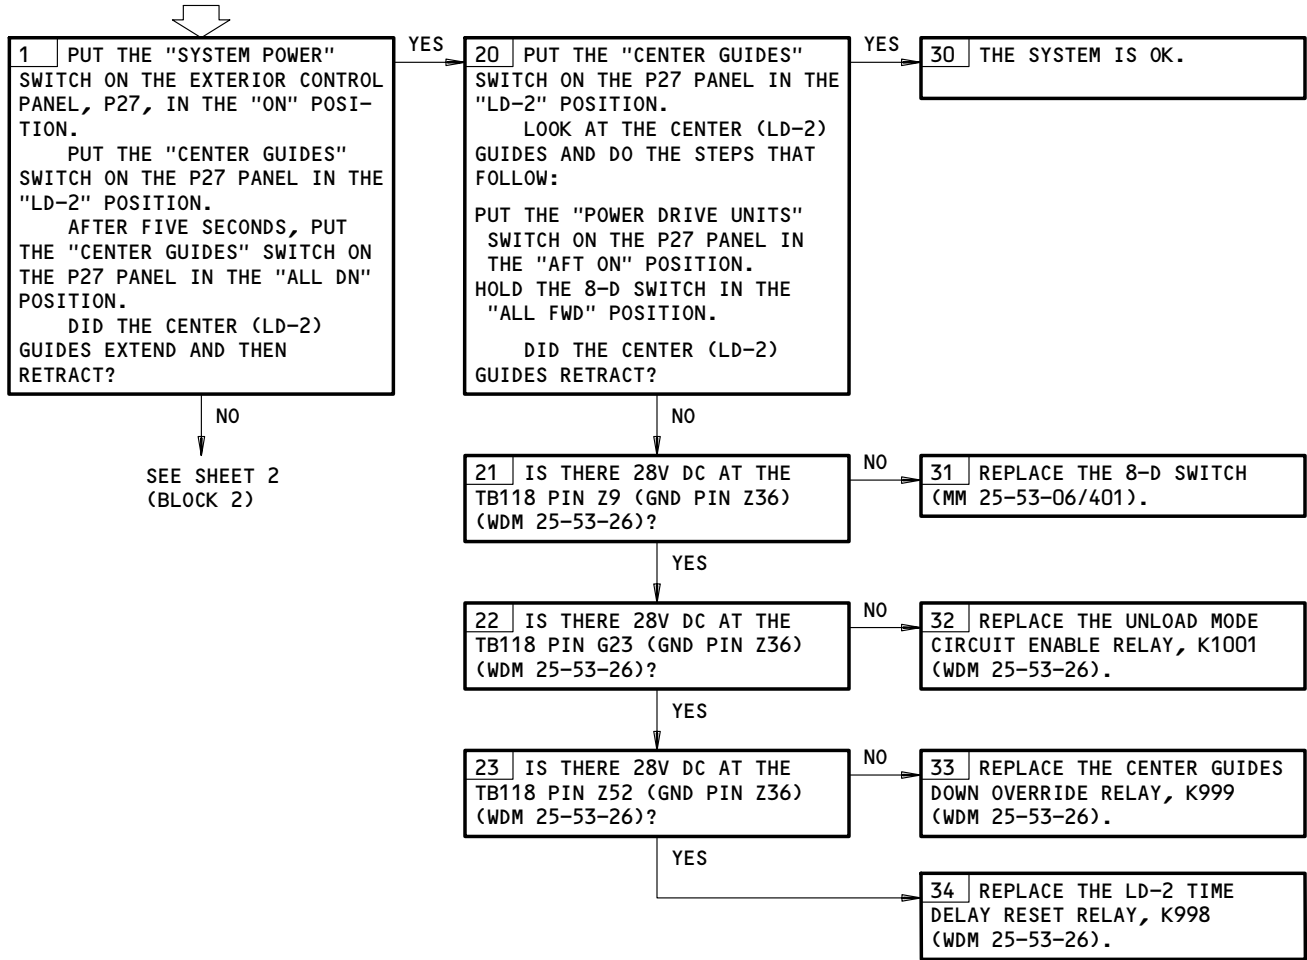 1 PUT THE "SYSTEM POWER"
SWITCH ON THE EXTERIOR CONTROL
PANEL, P27, IN THE "ON" POSI-
TION.
PUT THE "CENTER GUIDES"
SWITCH ON THE P27 PANEL IN THE
"LD-2" POSITION.
AFTER FIVE SECONDS, PUT
THE "CENTER GUIDES" SWITCH ON
THE P27 PANEL IN THE "ALL DN"
POSITION.
DID THE CENTER (LD-2)
GUIDES EXTEND AND THEN
RETRACT?
YES
NO
SEE SHEET 2
(BLOCK 2)
20 PUT THE "CENTER GUIDES"
SWITCH ON THE P27 PANEL IN THE
"LD-2" POSITION.
LOOK AT THE CENTER (LD-2)
GUIDES AND DO THE STEPS THAT
FOLLOW:
PUT THE "POWER DRIVE UNITS"
SWITCH ON THE P27 PANEL IN
THE "AFT ON" POSITION.
HOLD THE 8-D SWITCH IN THE
"ALL FWD" POSITION.
DID THE CENTER (LD-2)
GUIDES RETRACT?
YES
30 THE SYSTEM IS OK.
NO
21 IS THERE 28V DC AT THE
TB118 PIN Z9 (GND PIN Z36)
(WDM 25-53-26)?
NO
31 REPLACE THE 8-D SWITCH
(MM 25-53-06/401).
YES
22 IS THERE 28V DC AT THE
TB118 PIN G23 (GND PIN Z36)
(WDM 25-53-26)?
NO
32 REPLACE THE UNLOAD MODE
CIRCUIT ENABLE RELAY, K1001
(WDM 25-53-26).
YES
23 IS THERE 28V DC AT THE
TB118 PIN Z52 (GND PIN Z36)
(WDM 25-53-26)?
NO
33 REPLACE THE CENTER GUIDES
DOWN OVERRIDE RELAY, K999
(WDM 25-53-26).
YES
34 REPLACE THE LD-2 TIME
DELAY RESET RELAY, K998
(WDM 25-53-26).